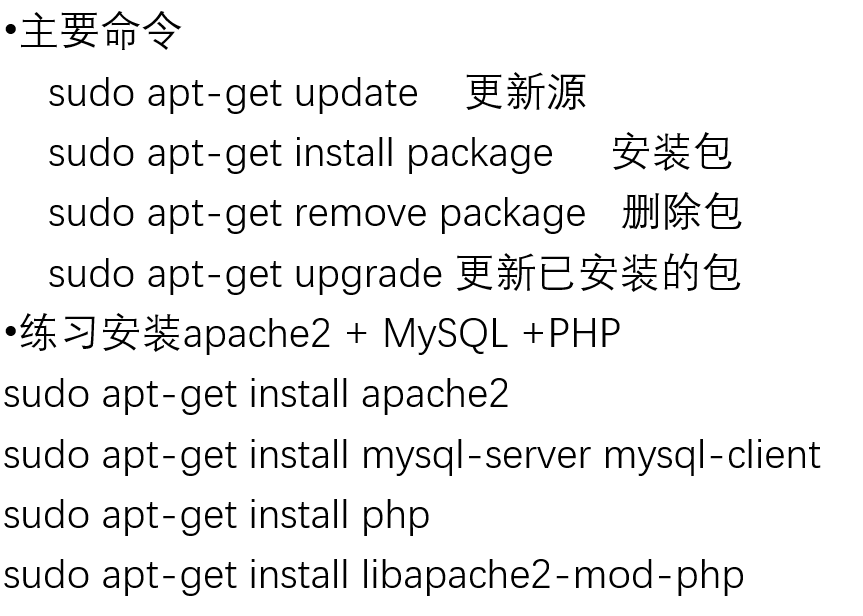 •主要命令
sudo apt-get update 更新源
sudo apt-get install package 安装包
sudo apt-get remove package 删除包
sudo apt-get upgrade 更新已安装的包
•练习安装apache2 + MySQL +PHP
sudo apt-get install apache2
sudo apt-get install mysql-server mysql-client
sudo apt-get install php
sudo apt-get install libapache2-mod-php